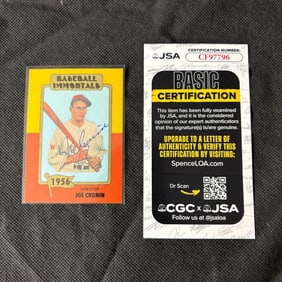 BASEBALL
IMMORTALS
1956
SHORTSTOP
JOE CRONIN
JSA
CERTIFICATION NUMBER:
CF97796
BASIC
CERTIFICATION
This item has been fully examined
by JSA, and it is the considered
opinion of our expert authenticators
that the signature(s) is/are genuine.
UPGRADE TO A LETTER OF
AUTHENTICITY & VERIFY THIS
CERTIFICATION BY VISITING:
SpenceLOA.com
Or Scan
CGC x JSA
Follow us at @jsaloa